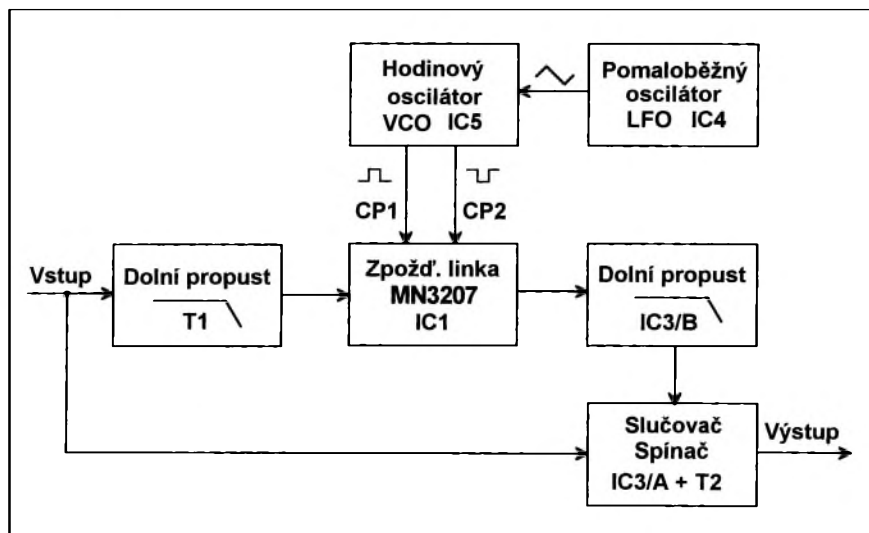 Hodinový
oscilátor
VCO IC5
Pomaloběžný
oscilátor
LFO IC4
CP1
CP2
Vstup
Dolní propust
T1
Zpožď. linka
MN3207
IC1
Dolní propust
IC3/B
Slučovač
Spínač
IC3/A + T2
Výstup